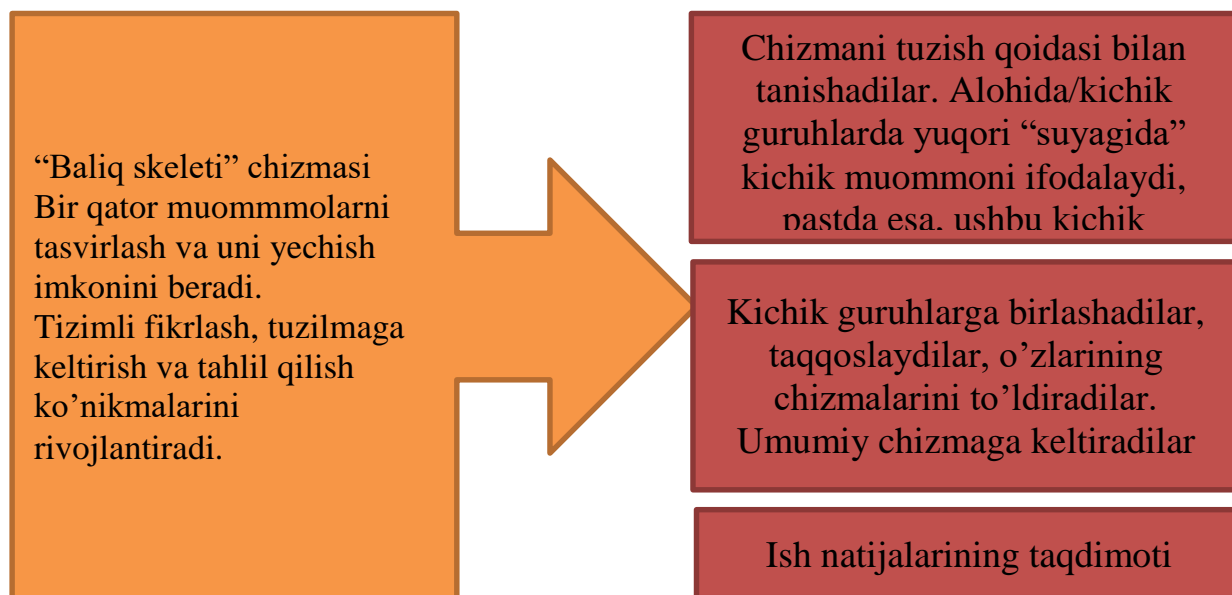 “Baliq skeleti” chizmasi
Bir qator muommmolarni
tasvirlash va uni yechish
imkonini beradi.
Tizimli fikrlash, tuzilmaga
keltirish va tahlil qilish
ko’nikmalarini
rivojlantiradi.
Chizmani tuzish qoidasi bilan
tanishadilar. Alohida/kichik
guruhlarda yuqori “suyagida”
kichik muommoni ifodalaydi,
pastda esa, ushbu kichik
Kichik guruhlarga birlashadilar,
taqqoslaydilar, o’zlarining
chizmalarini to’ldiradilar.
Umumiy chizmaga keltiradilar
Ish natijalarining taqdimoti